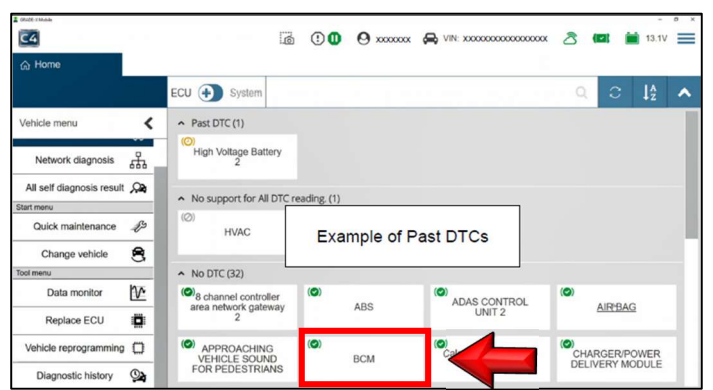 GRADE-X Mobile
C4
xxxxxxx
VIN: xxxxxxxxxxxxxxxxxx
13.1V
Home
ECU
System
Vehicle menu
Network diagnosis
All self diagnosis result
Start menu
Quick maintenance
Change vehicle
Tool menu
Data monitor
Replace ECU
Vehicle reprogramming
Diagnostic history
Past DTC (1)
High Voltage Battery
2
No support for All DTC reading. (1)
HVAC
Example of Past DTCs
No DTC (32)
8 channel controller
area network gateway
2
ABS
ADAS CONTROL
UNIT 2
AIRBAG
APPROACHING
VEHICLE SOUND
FOR PEDESTRIANS
BCM
CHARGER/POWER
DELIVERY MODULE